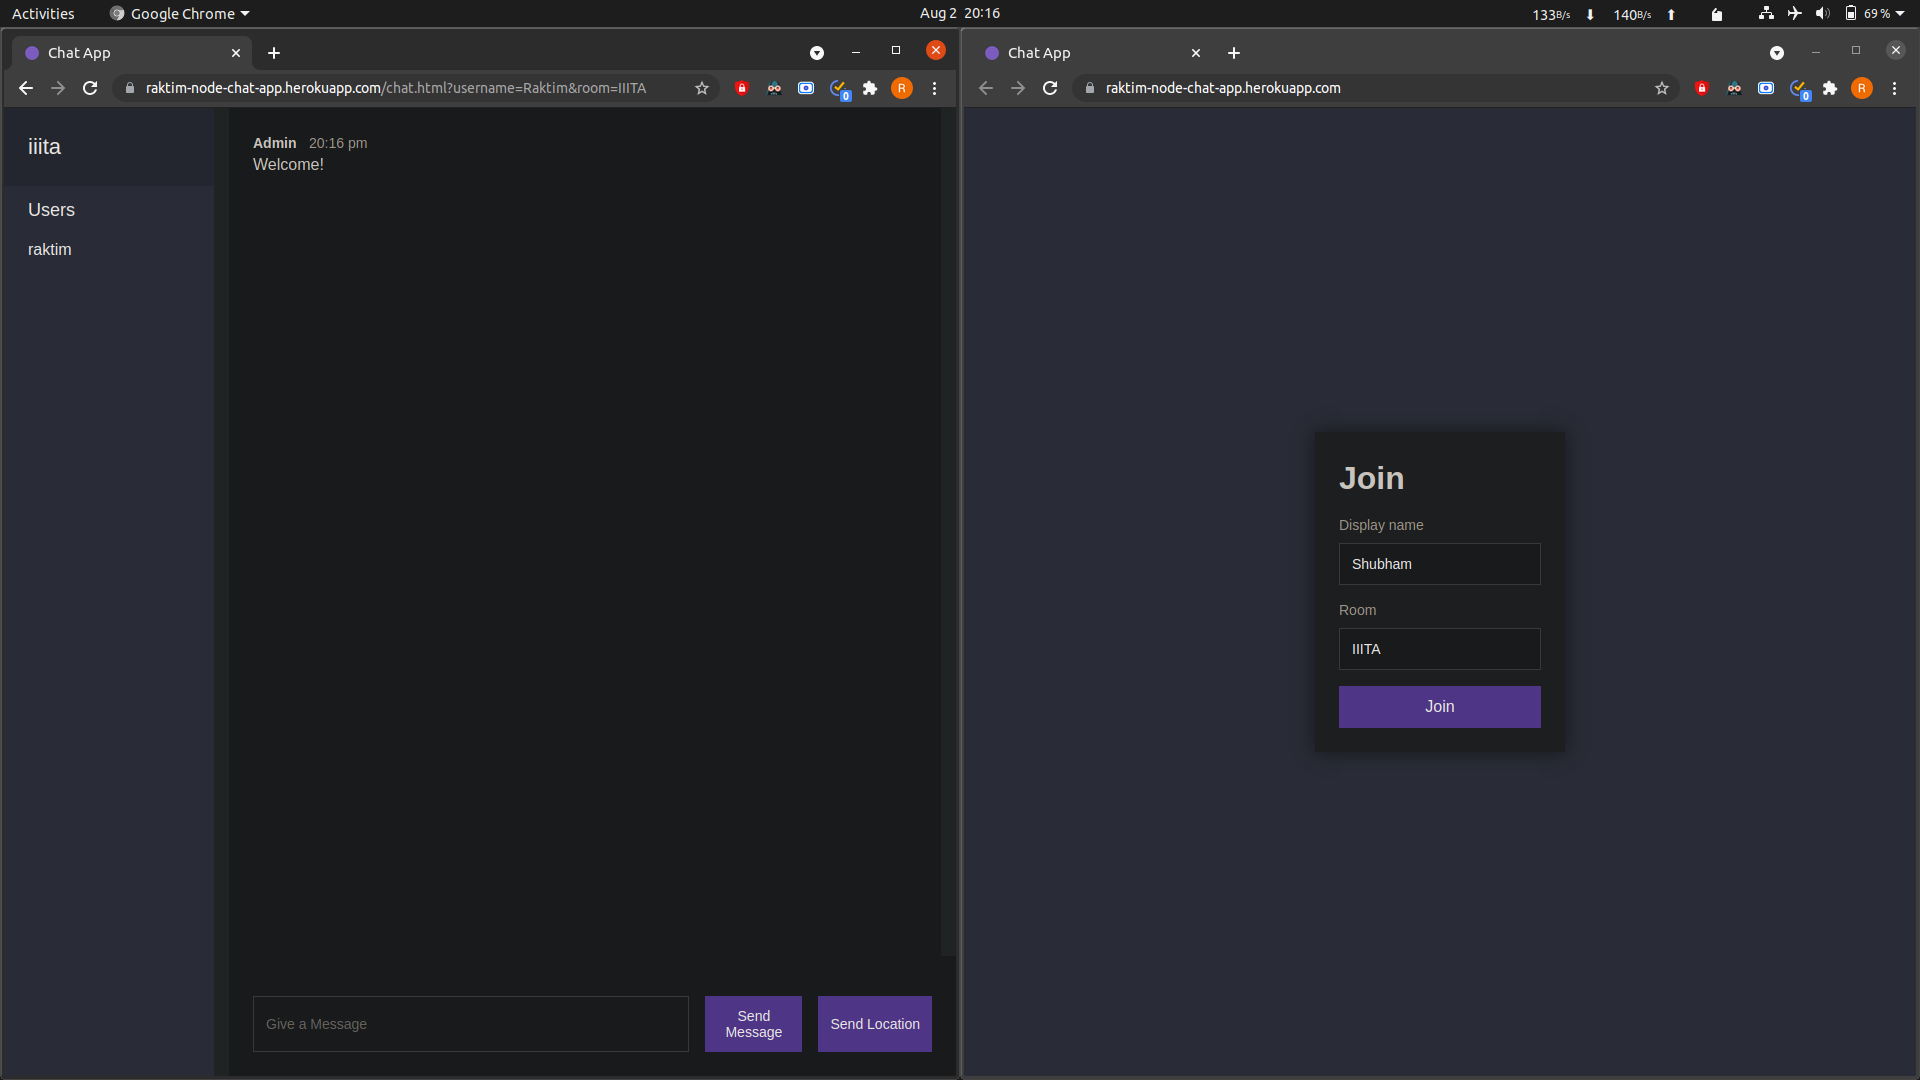 Activities
Google Chrome
Aug 2 20:16
133B/s
140B/s
69 %
Chat App
raktim-node-chat-app.herokuapp.com/chat.html?username=Raktim&room=IIITA
0
R
iiita
Users
raktim
Admin 20:16 pm
Welcome!
Give a Message
Send
Message
Send Location
Chat App
raktim-node-chat-app.herokuapp.com
0
R
Join
Display name
Shubham
Room
IIITA
Join